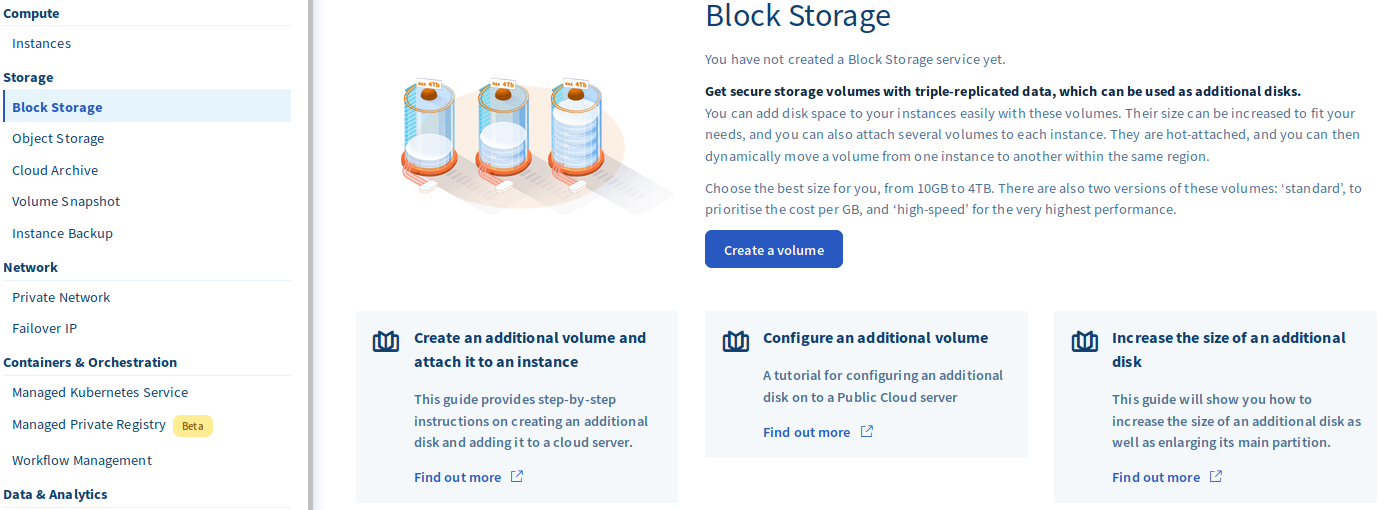 Compute
Instances
Storage
Block Storage
Object Storage
Cloud Archive
Volume Snapshot
Instance Backup
Network
Private Network
Failover IP
Containers & Orchestration
Managed Kubernetes Service
Managed Private Registry Beta
Workflow Management
Data & Analytics
MAX 4Tb
MAX 4Tb
MAX 4Tb
Block Storage
You have not created a Block Storage service yet.
Get secure storage volumes with triple-replicated data, which can be used as additional disks.
You can add disk space to your instances easily with these volumes. Their size can be increased to fit your
needs, and you can also attach several volumes to each instance. They are hot-attached, and you can then
dynamically move a volume from one instance to another within the same region.
Choose the best size for you, from 10GB to 4TB. There are also two versions of these volumes: ‘standard’, to
prioritise the cost per GB, and ‘high-speed’ for the very highest performance.
Create a volume
Create an additional volume and
attach it to an instance
This guide provides step-by-step
instructions on creating an additional
disk and adding it to a cloud server.
Find out more
Configure an additional volume
A tutorial for configuring an additional
disk on to a Public Cloud server
Find out more
Increase the size of an additional
disk
This guide will show you how to
increase the size of an additional disk as
well as enlarging its main partition.
Find out more